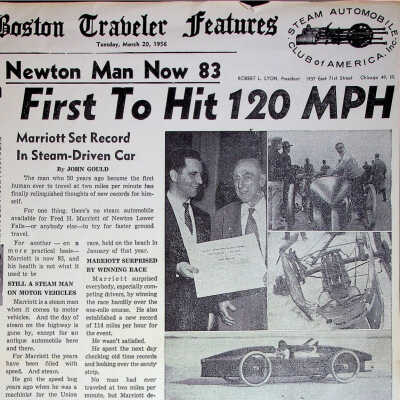 Boston Traveler Features
Tuesday, March 20, 1956
STEAM AUTOMOBILE
CLUB of AMERICA, Inc.
ROBERT L. LYON, President 1937 East 71st Street Chicago 49, Ill.
Newton Man Now 83
First To Hit 120 MPH
Marriott Set Record
In Steam-Driven Car
By JOHN GOULD
The man who 50 years ago became the first
human ever to travel at two miles per minute has
finally relinquished thoughts of new records for him-
self.
For one thing, there's no steam automobile
available for Fred H. Marriott of Newton Lower
Falls—or anybody else—to try for faster ground
travel.
For another — on a
more practical basis—
Marriott is now 83, and
his health is not what it
used to be
STILL A STEAM MAN
ON MOTOR VEHICLES
Marriott is a steam man
when it comes to motor
vehicles. And the day of
steam on the highway is
gone by, except for an
antique automobile here
and there.
For Marriott the years
have been filled with
speed. And steam.
He got the speed bug
years ago when he was a
machinist for the Union
race, held on the beach in
January of that year.
MARRIOTT SURPRISED
BY WINNING RACE
Marriott surprised
everybody, especially com-
peting drivers, by winning
the race handily over the
one-mile course. He also
established a new record
of 114 miles per hour for
the event.
He wasn't satisfied.
He spent the next day
checking old time records
and looking over the sandy
strip.
No man had ever
traveled at two miles per
minute, but Marriott de-